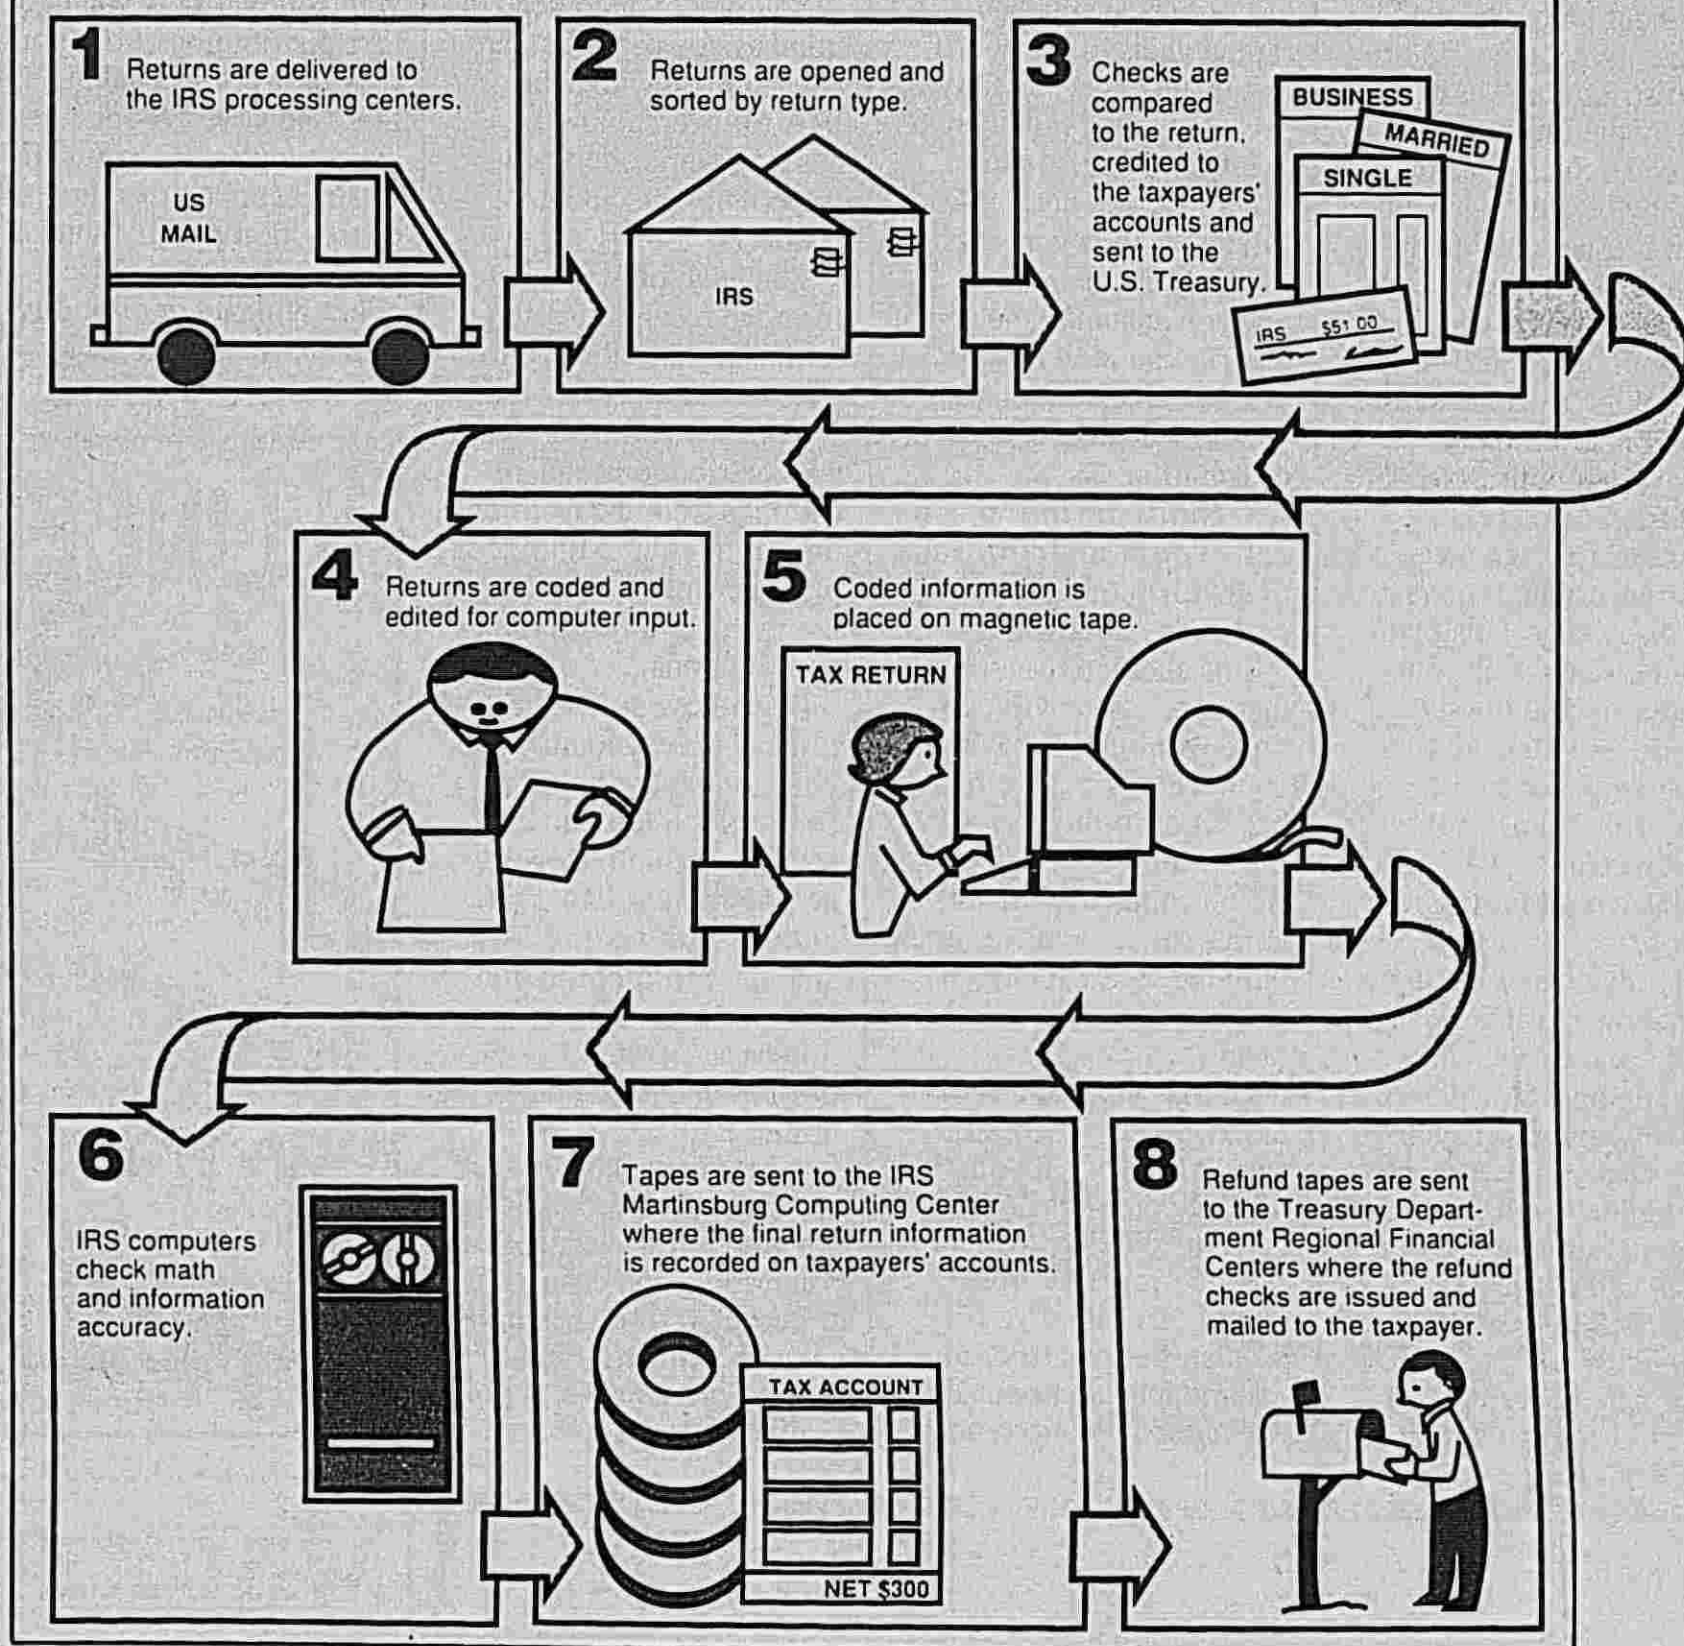 1
Returns are delivered to
the IRS processing centers.
US
MAIL
2
Returns are opened and
sorted by return type.
IRS
3
Checks are
compared
to the return,
credited to
the taxpayers'
accounts and
sent to the
U.S. Treasury.
BUSINESS
MARRIED
SINGLE
IRS $51 00
4
Returns are coded and
edited for computer input.
5
Coded information is
placed on magnetic tape.
TAX RETURN
6
IRS computers
check math
and information
accuracy.
7
Tapes are sent to the IRS
Martinsburg Computing Center
where the final return information
is recorded on taxpayers' accounts.
TAX ACCOUNT
NET $300
8
Refund tapes are sent
to the Treasury Depart-
ment Regional Financial
Centers where the refund
checks are issued and
mailed to the taxpayer.